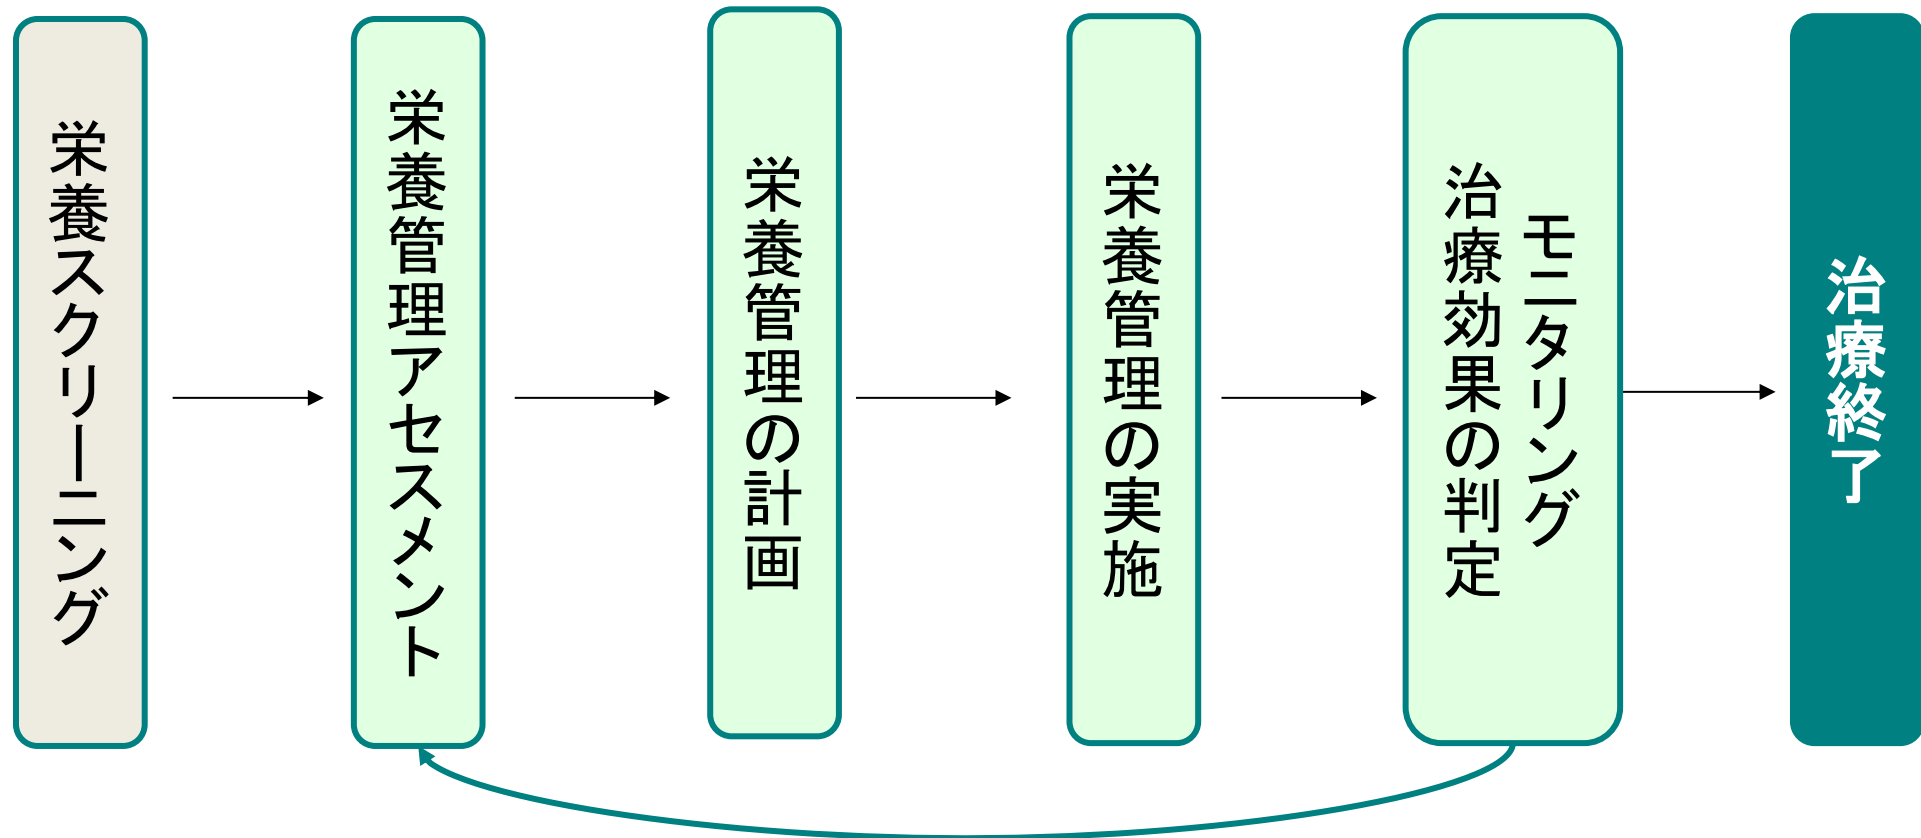 栄養スクリーニング
栄養管理アセスメント
栄養管理の計画
栄養管理の実施
モニタリング
治療効果の判定
治療終了